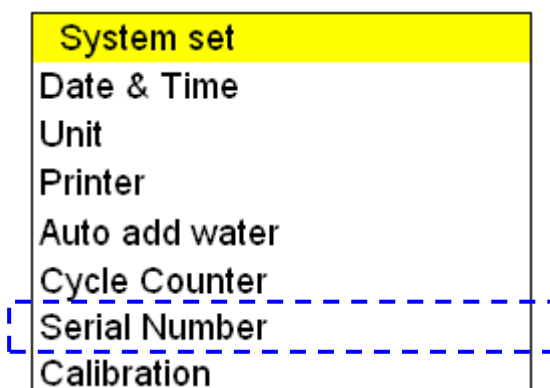 System set
Date & Time
Unit
Printer
Auto add water
Cycle Counter
Serial Number
Calibration